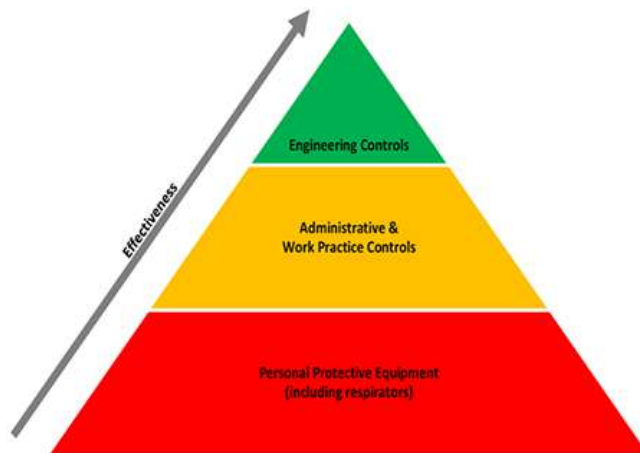 Effectiveness
Engineering Controls
Administrative &
Work Practice Controls
Personal Protective Equipment
(including respirators)